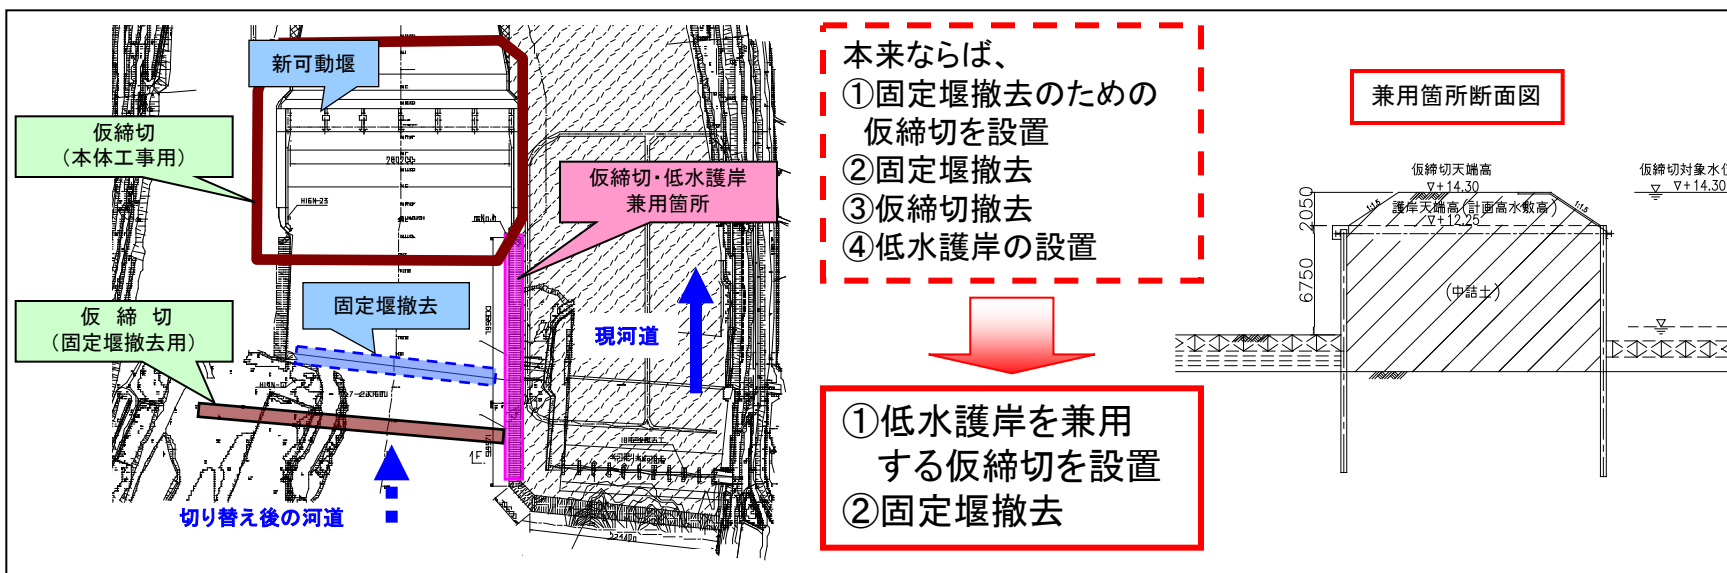 新可動堰
仮締切
（本体工事用）
仮締切・低水護岸
兼用箇所
280200
固定堰撤去
仮 締 切
（固定堰撤去用）
現河道
切り替え後の河道
本来ならば、
①固定堰撤去のための
仮締切を設置
②固定堰撤去
③仮締切撤去
④低水護岸の設置
①低水護岸を兼用
する仮締切を設置
②固定堰撤去
兼用箇所断面図
仮締切天端高
▽+14.30
仮締切対象水位
▽+14.30
護岸天端高(計画高水敷高)
▽+12.25
1:1.5
1:1.5
2050
6750
(中詰土)